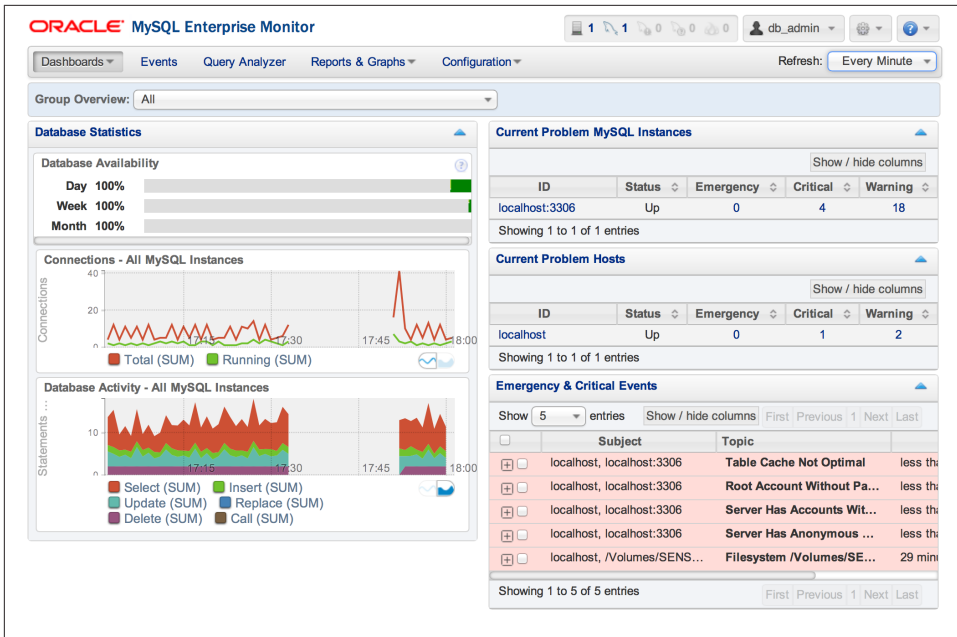 ORACLE MySQL Enterprise Monitor
1 1 0 0 0 db_admin ?
Dashboards Events Query Analyzer Reports & Graphs Configuration Refresh: Every Minute
Group Overview: All
Database Statistics
Database Availability ?
Day 100%
Week 100%
Month 100%
Connections - All MySQL Instances
Connections
40
20
0
17:15 17:30 17:45 18:00
Total (SUM) Running (SUM)
Database Activity - All MySQL Instances
Statements ...
10
0
17:15 17:30 17:45 18:00
Select (SUM) Insert (SUM)
Update (SUM) Replace (SUM)
Delete (SUM) Call (SUM)
Current Problem MySQL Instances
Show / hide columns
ID Status Emergency Critical Warning
localhost:3306 Up 0 4 18
Showing 1 to 1 of 1 entries
Current Problem Hosts
Show / hide columns
ID Status Emergency Critical Warning
localhost Up 0 1 2
Showing 1 to 1 of 1 entries
Emergency & Critical Events
Show 5 entries Show / hide columns First Previous 1 Next Last
Subject Topic
localhost, localhost:3306 Table Cache Not Optimal less tha
localhost, localhost:3306 Root Account Without Pa... less tha
localhost, localhost:3306 Server Has Accounts Wit... less tha
localhost, localhost:3306 Server Has Anonymous ... less tha
localhost, /Volumes/SENS... Filesystem /Volumes/SE... 29 minu
Showing 1 to 5 of 5 entries First Previous 1 Next Last